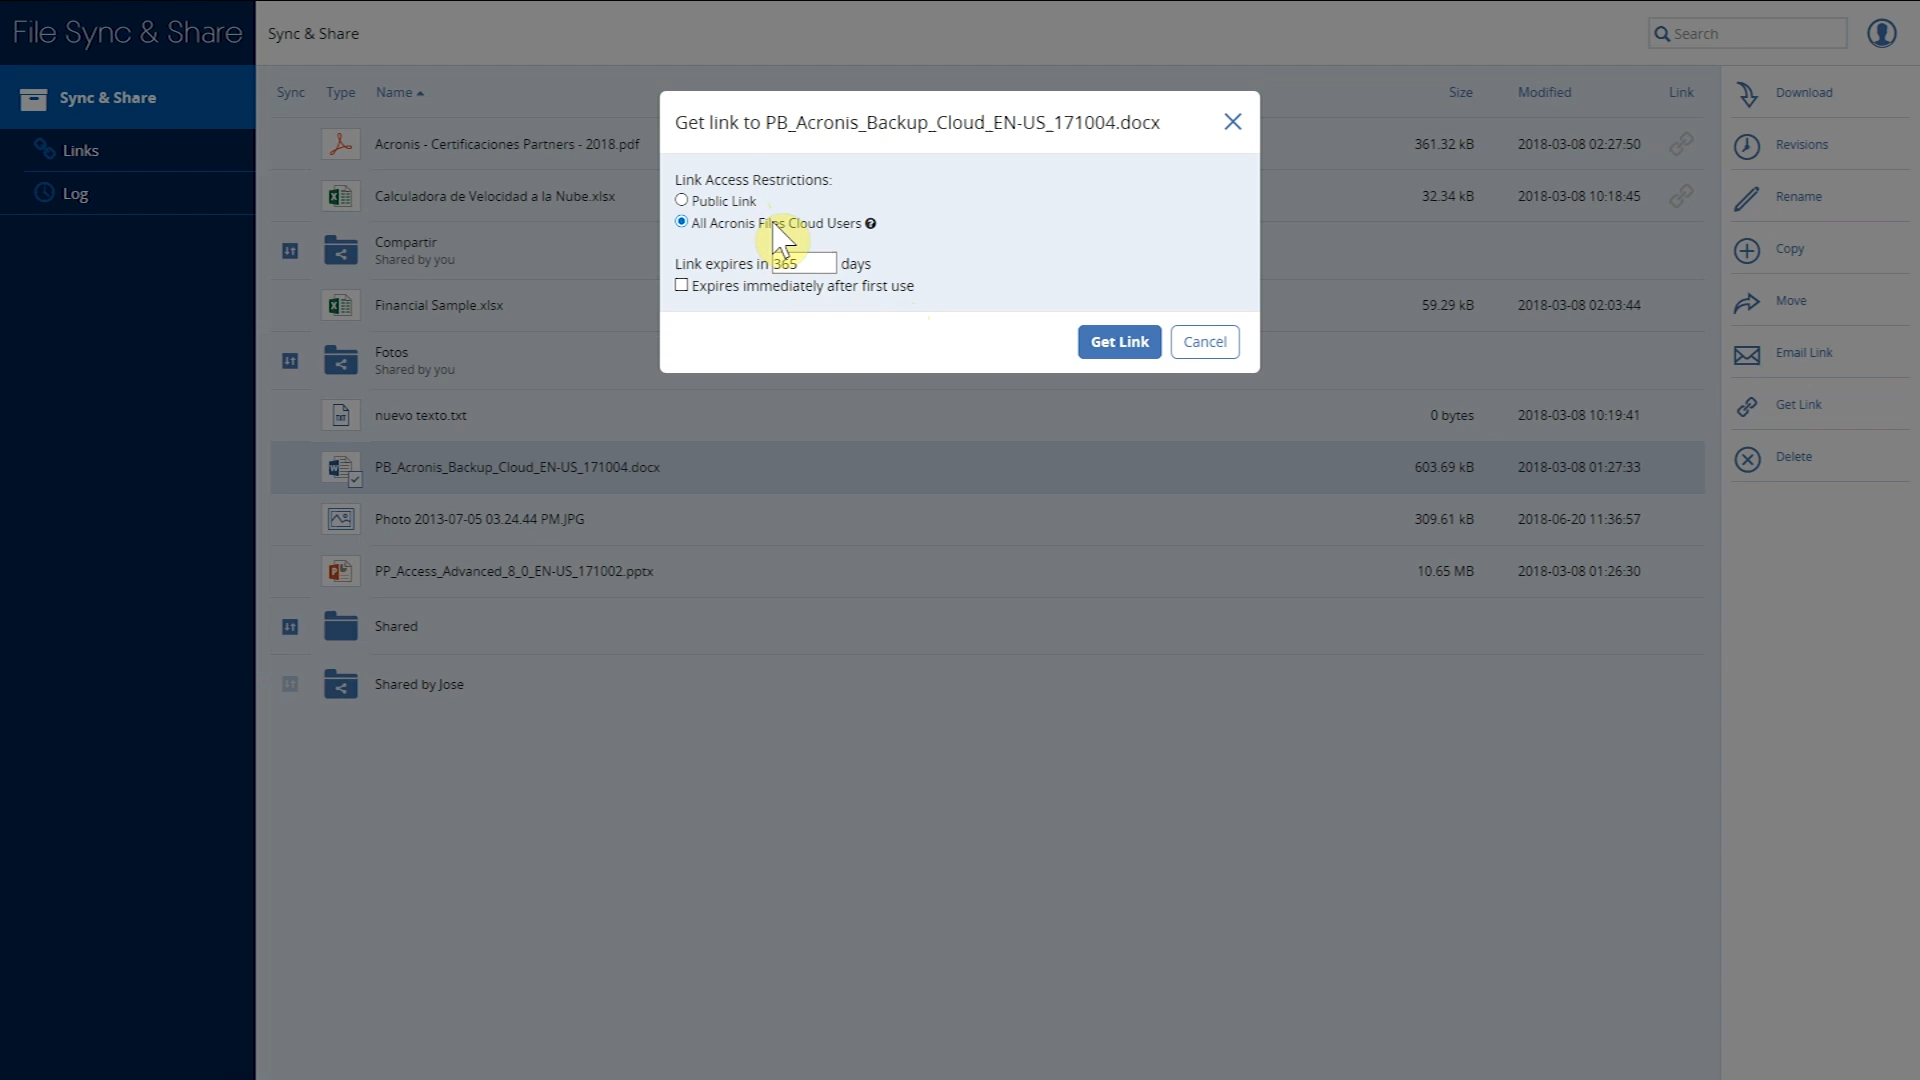 File Sync & Share
Sync & Share
Search
Sync & Share
Links
Log
Sync Type Name Size Modified Link
Acronis - Certificaciones Partners - 2018.pdf 361.32 kB 2018-03-08 02:27:50
Calculadora de Velocidad a la Nube.xlsx 32.34 kB 2018-03-08 10:18:45
Compartir
Shared by you
Financial Sample.xlsx 59.29 kB 2018-03-08 02:03:44
Fotos
Shared by you
nuevo texto.txt 0 bytes 2018-03-08 10:19:41
PB_Acronis_Backup_Cloud_EN-US_171004.docx 603.69 kB 2018-03-08 01:27:33
Photo 2013-07-05 03.24.44 PM.JPG 309.61 kB 2018-06-20 11:36:57
PP_Access_Advanced_8_0_EN-US_171002.pptx 10.65 MB 2018-03-08 01:26:30
Shared
Shared by Jose
Get link to PB_Acronis_Backup_Cloud_EN-US_171004.docx
Link Access Restrictions:
Public Link
All Acronis Files Cloud Users
Link expires in 365 days
Expires immediately after first use
Get Link Cancel
Download
Revisions
Rename
Copy
Move
Email Link
Get Link
Delete